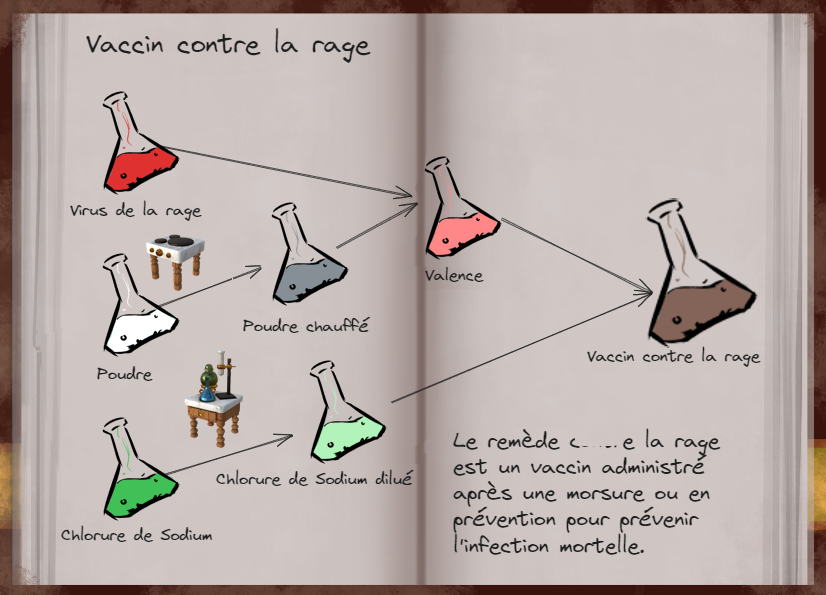 Vaccin contre la rage
Virus de la rage
Poudre
Chlorure de Sodium
Poudre chauffé
Chlorure de Sodium dilué
Valence
Vaccin contre la rage
Le remède la rage
est un vaccin administré
après une morsure ou en
prévention pour prévenir
l'infection mortelle.